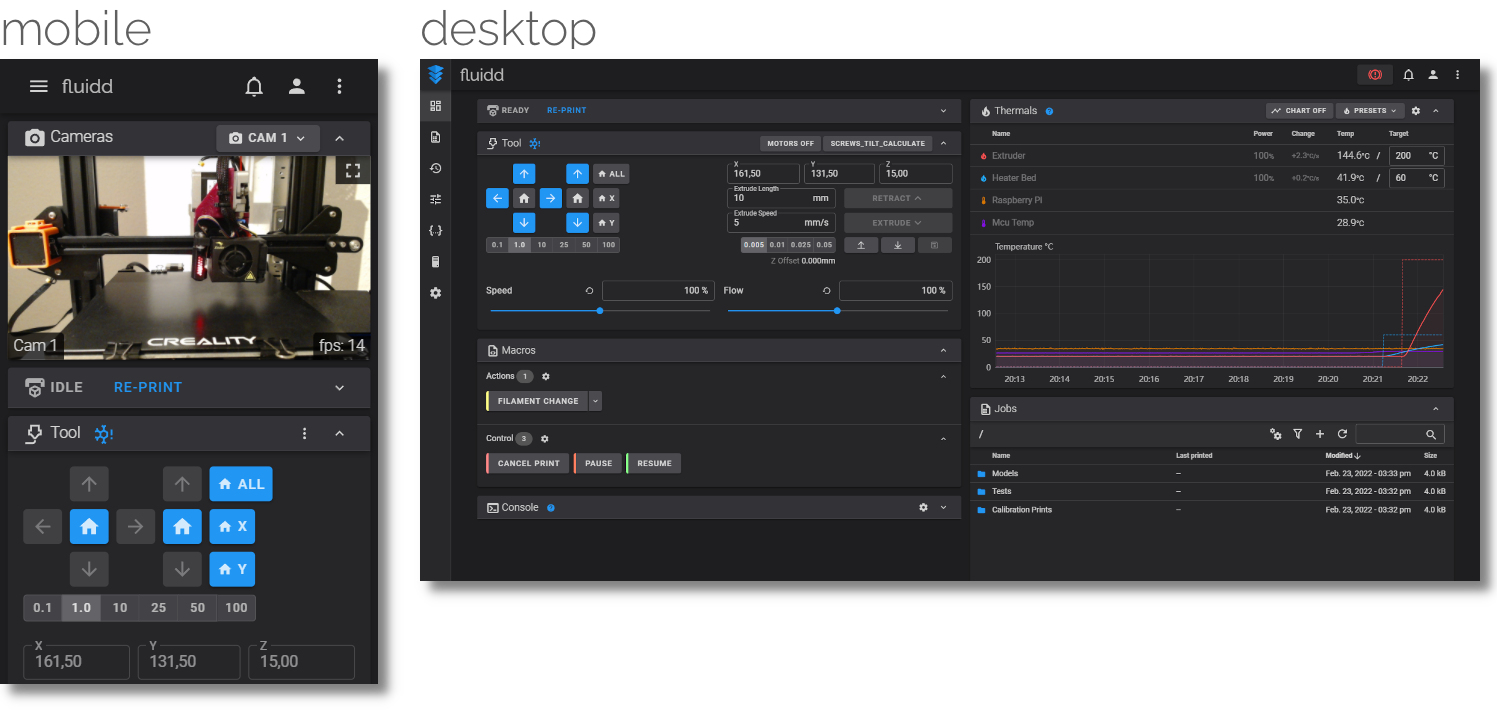 mobile
desktop
fluidd
Cameras
CAM 1
CREALITY
Cam 1
fps: 14
IDLE
RE-PRINT
Tool
ALL
X
Y
0.1 1.0 10 25 50 100
X
161,50
Y
131,50
Z
15,00
fluidd
READY
RE-PRINT
Tool
MOTORS OFF
SCREWS_TILT_CALCULATE
ALL
X
Y
0.1 1.0 10 25 50 100
X
161,50
Y
131,50
Z
15,00
Extrude Length
10 mm
RETRACT
Extrude Speed
5 mm/s
EXTRUDE
0.005 0.01 0.025 0.05
Z Offset 0.000mm
Speed
100 %
Flow
100 %
Macros
Actions 1
FILAMENT CHANGE
Control 3
CANCEL PRINT
PAUSE
RESUME
Console
Thermals
CHART OFF
PRESETS
Name Power Change Temp Target
Extruder 100% +2.3°C/s 144.6°C / 200 °C
Heater Bed 100% +0.2°C/s 41.9°C / 60 °C
Raspberry Pi 35.0°C
Mcu Temp 28.9°C
Temperature °C
200
150
100
50
0
20:13 20:14 20:15 20:16 20:17 20:18 20:19 20:20 20:21 20:22
Jobs
/
Name Last printed Modified Size
Models -- Feb. 23, 2022 - 03:33 pm 4.0 kB
Tests -- Feb. 23, 2022 - 03:32 pm 4.0 kB
Calibration Prints -- Feb. 23, 2022 - 03:32 pm 4.0 kB